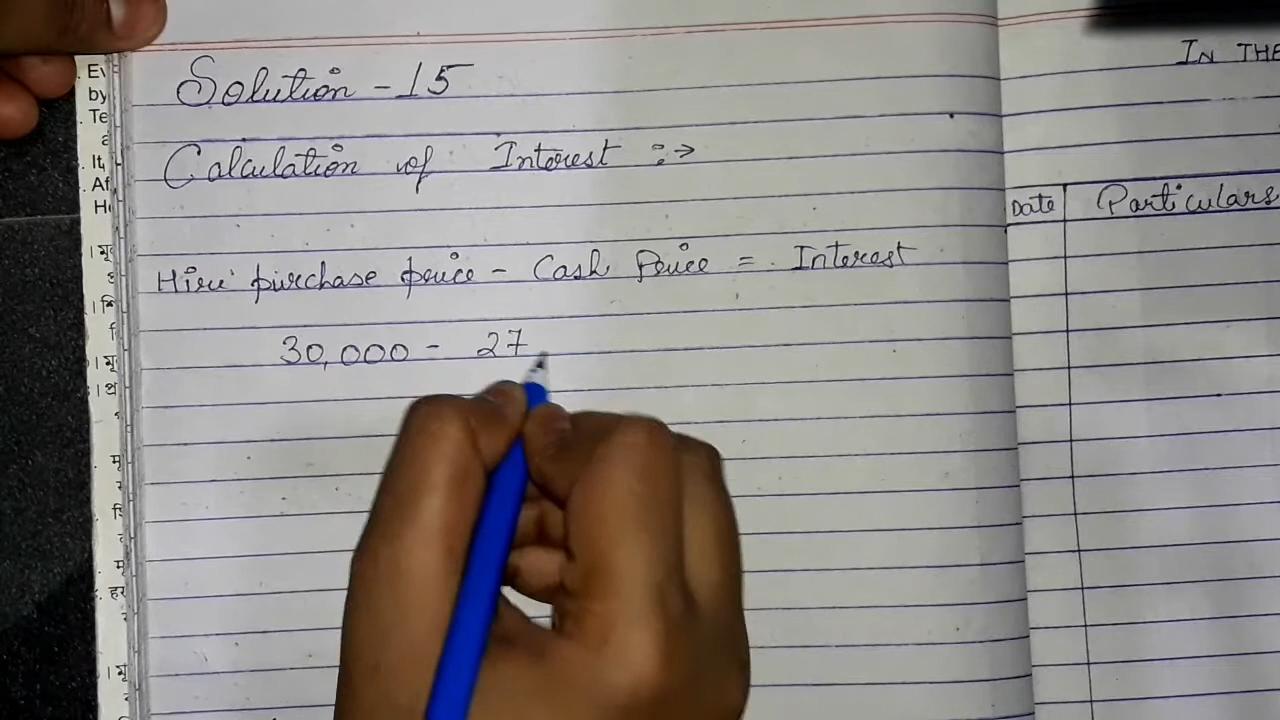 Solution - 15
Calculation of Interest :→
Hire purchase price - Cash Price = Interest
30,000 - 27
IN THE
Date Particulars